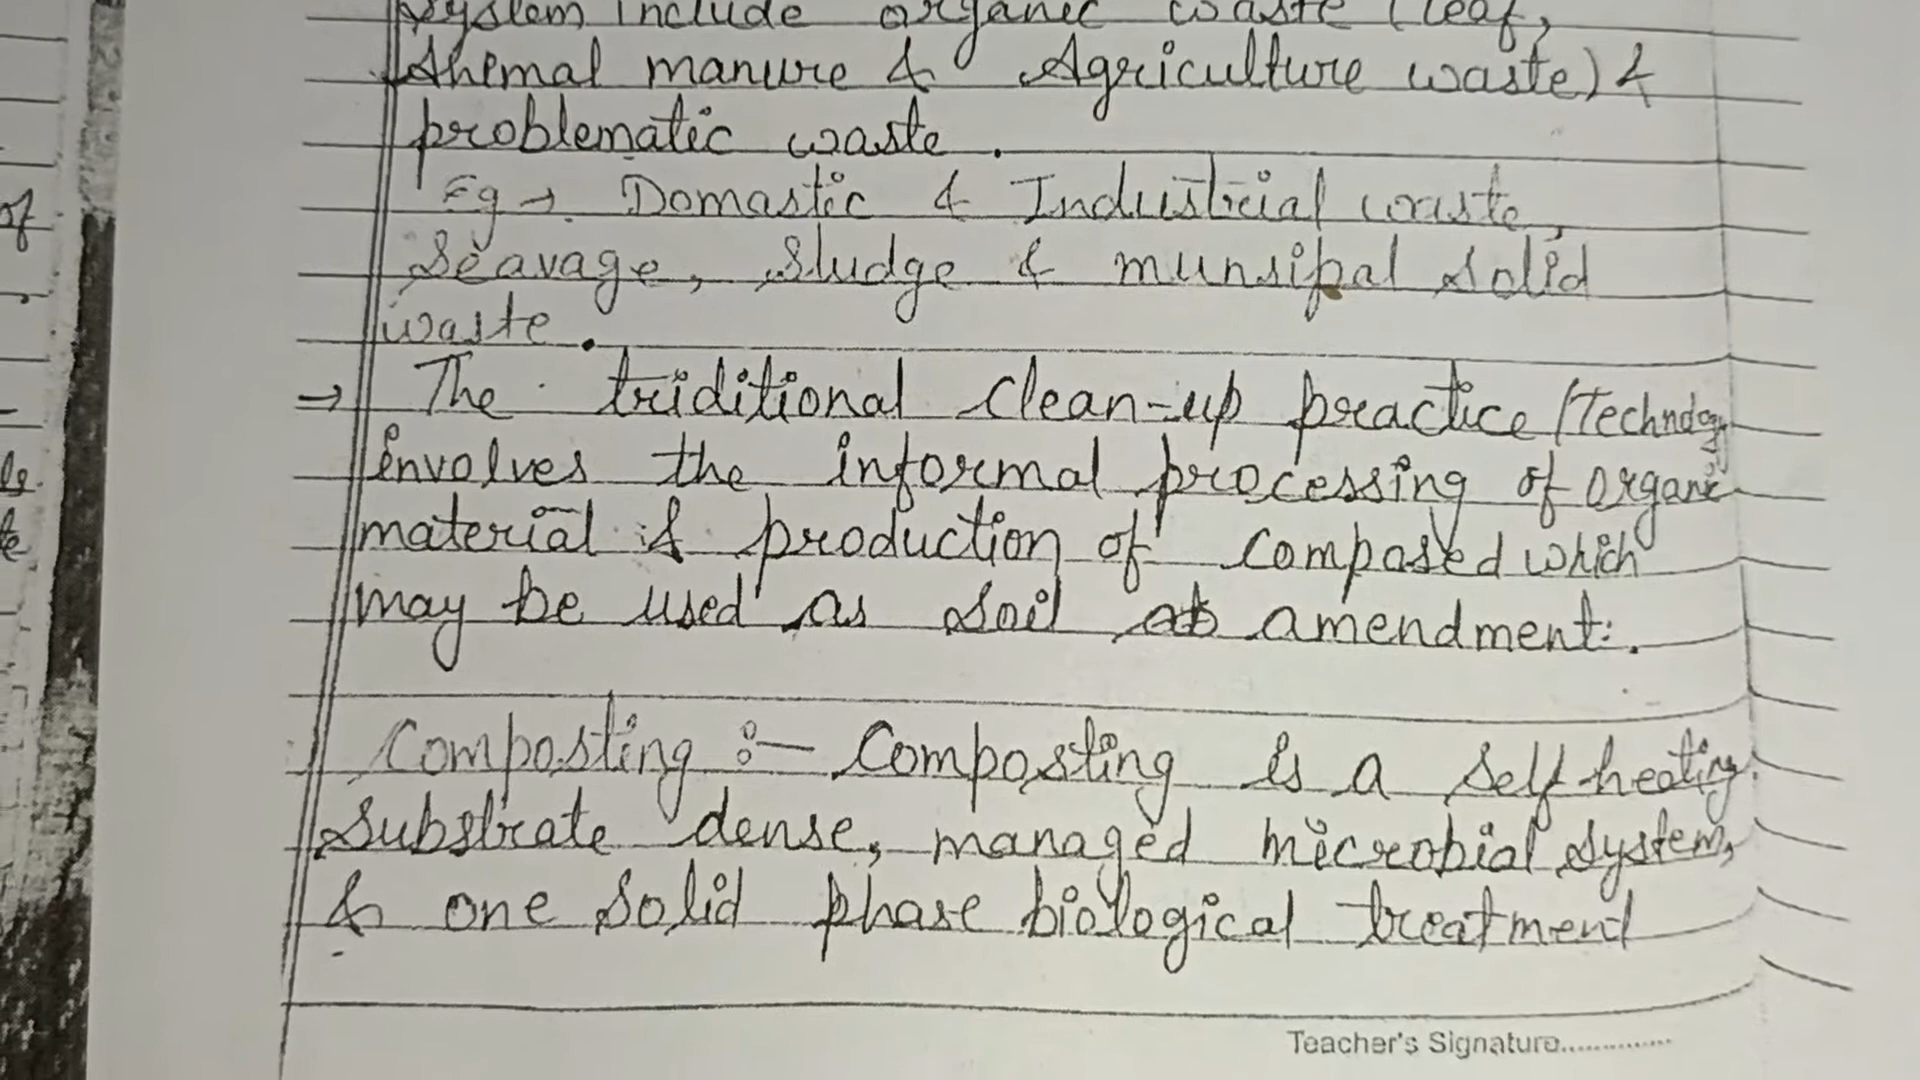 system include organic waste (leaf,
Animal manure & Agriculture waste) &
problematic waste.
Eg → Domastic & Industrial waste,
Seavage, sludge & munsipal solid
waste.
→ The triditional clean-up practice / Technology
involves the informal processing of organic
material & production of composed which
may be used as soil amendment.
Composting :- Composting is a self heating
substrate dense, managed microbial system,
& one solid phase biological treatment
Teacher's Signature..............
of